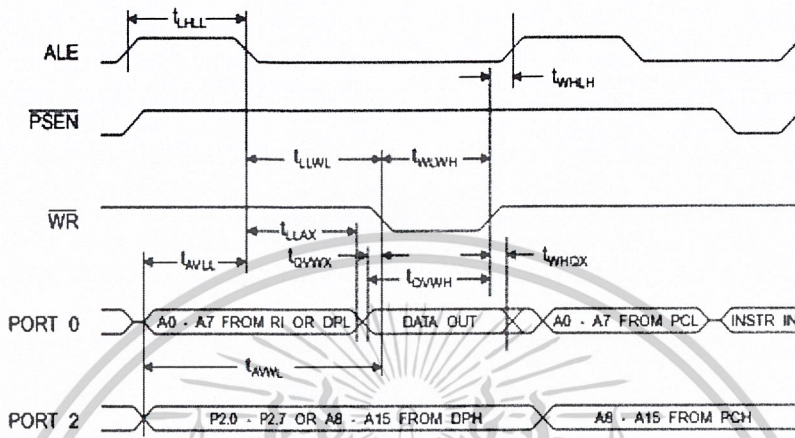 tLHLL
ALE
tWHLH
PSEN
tLLWL
tWLWH
WR
tLLAX
tAVLL
tQVWX
tWHQX
tQVWH
PORT 0
A0 - A7 FROM RI OR DPL
DATA OUT
A0 - A7 FROM PCL
INSTR IN
tAVWL
PORT 2
P2.0 - P2.7 OR A8 - A15 FROM DPH
A8 - A15 FROM PCH